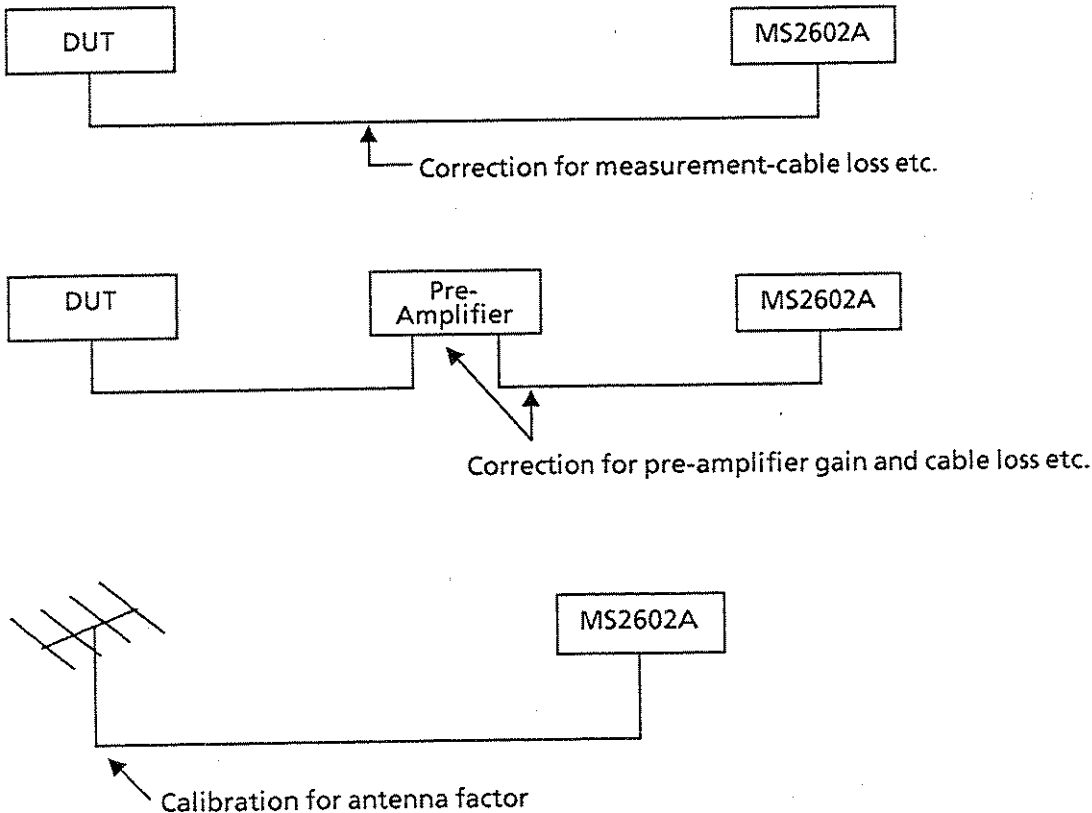 DUT
MS2602A
Correction for measurement-cable loss etc.
DUT
Pre-
Amplifier
MS2602A
Correction for pre-amplifier gain and cable loss etc.
MS2602A
Calibration for antenna factor